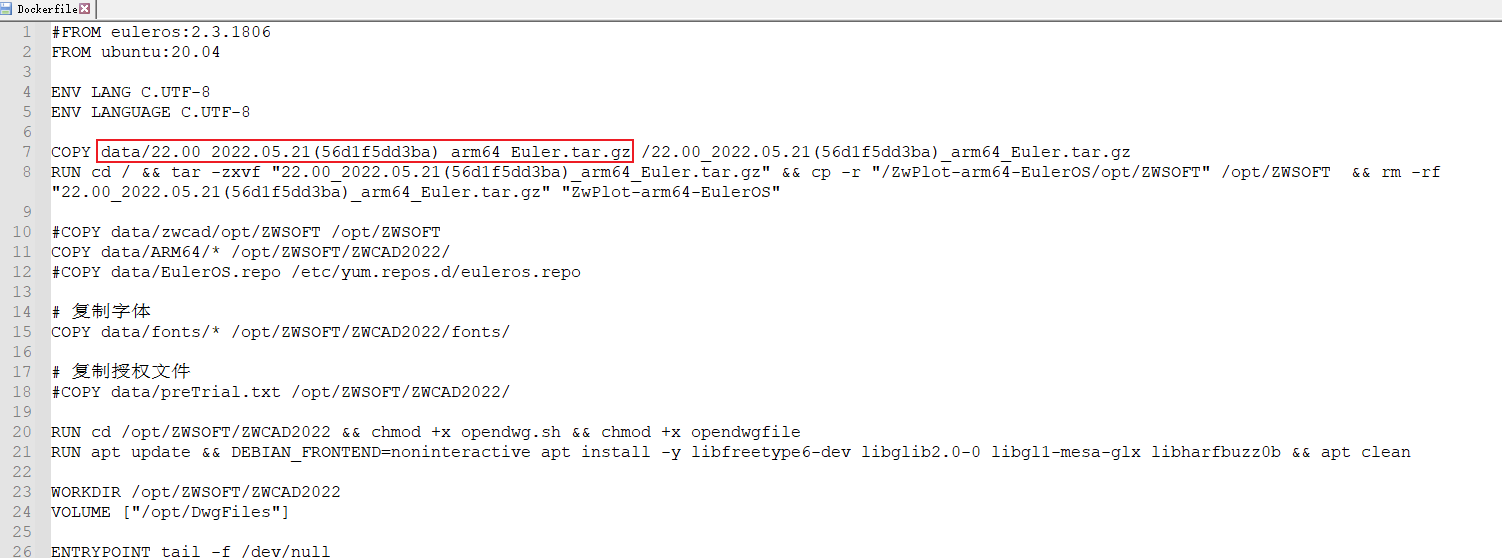 Dockerfile
1 #FROM euleros:2.3.1806
2 FROM ubuntu:20.04
3
4 ENV LANG C.UTF-8
5 ENV LANGUAGE C.UTF-8
6
7 COPY data/22.00_2022.05.21(56d1f5dd3ba)_arm64_Euler.tar.gz /22.00_2022.05.21(56d1f5dd3ba)_arm64_Euler.tar.gz
8 RUN cd / && tar -zxvf "22.00_2022.05.21(56d1f5dd3ba)_arm64_Euler.tar.gz" && cp -r "/ZwPlot-arm64-EulerOS/opt/ZWSOFT" /opt/ZWSOFT  && rm -rf
"22.00_2022.05.21(56d1f5dd3ba)_arm64_Euler.tar.gz" "ZwPlot-arm64-EulerOS"
9
10 #COPY data/zwcad/opt/ZWSOFT /opt/ZWSOFT
11 COPY data/ARM64/* /opt/ZWSOFT/ZWCAD2022/
12 #COPY data/EulerOS.repo /etc/yum.repos.d/euleros.repo
13
14 # 复制字体
15 COPY data/fonts/* /opt/ZWSOFT/ZWCAD2022/fonts/
16
17 # 复制授权文件
18 #COPY data/preTrial.txt /opt/ZWSOFT/ZWCAD2022/
19
20 RUN cd /opt/ZWSOFT/ZWCAD2022 && chmod +x opendwg.sh && chmod +x opendwgfile
21 RUN apt update && DEBIAN_FRONTEND=noninteractive apt install -y libfreetype6-dev libglib2.0-0 libgl1-mesa-glx libharfbuzz0b && apt clean
22
23 WORKDIR /opt/ZWSOFT/ZWCAD2022
24 VOLUME ["/opt/DwgFiles"]
25
26 ENTRYPOINT tail -f /dev/null